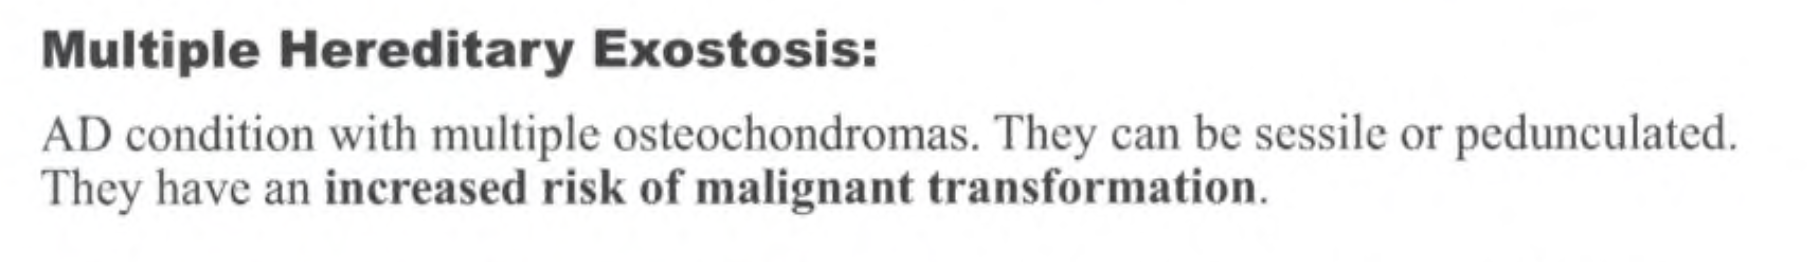 Multiple Hereditary Exostosis:
AD condition with multiple osteochondromas. They can be sessile or pedunculated.
They have an increased risk of malignant transformation.